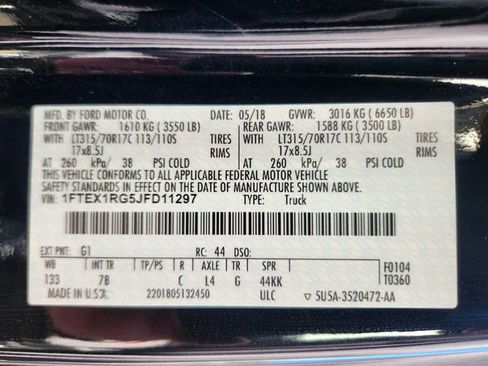 MFD. BY FORD MOTOR CO. 05/18 GVWR: 3016 KG ( 6650 LB)
FRONT GAWR: 1610 KG ( 3550 LB) REAR GAWR: 1588 KG ( 3500 LB)
WITH LT315/70R17C 113/110S TIRES WITH LT315/70R17C 113/110S TIRES
17x8.5J RIMS 17x8.5J RIMS
AT 260 kPa/ 38 PSI COLD AT 260 kPa/ 38 PSI COLD
THIS VEHICLE CONFORMS TO ALL APPLICABLE FEDERAL MOTOR VEHICLE
SAFETY, BUMPER, AND THEFT PREVENTION STANDARDS IN EFFECT ON THE
DATE OF MANUFACTURE SHOWN ABOVE.
VIN: 1FTEX1RG5JFD11297 TYPE: Truck
EXT PNT: G1 RC: 44 DSO:
WB INT TR TP/PS R AXLE TR SPR F0104
133 7B C L4 G 44KK T0360
MADE IN U.S.A. 2201805132450 ULC 5U5A-3520472-AA